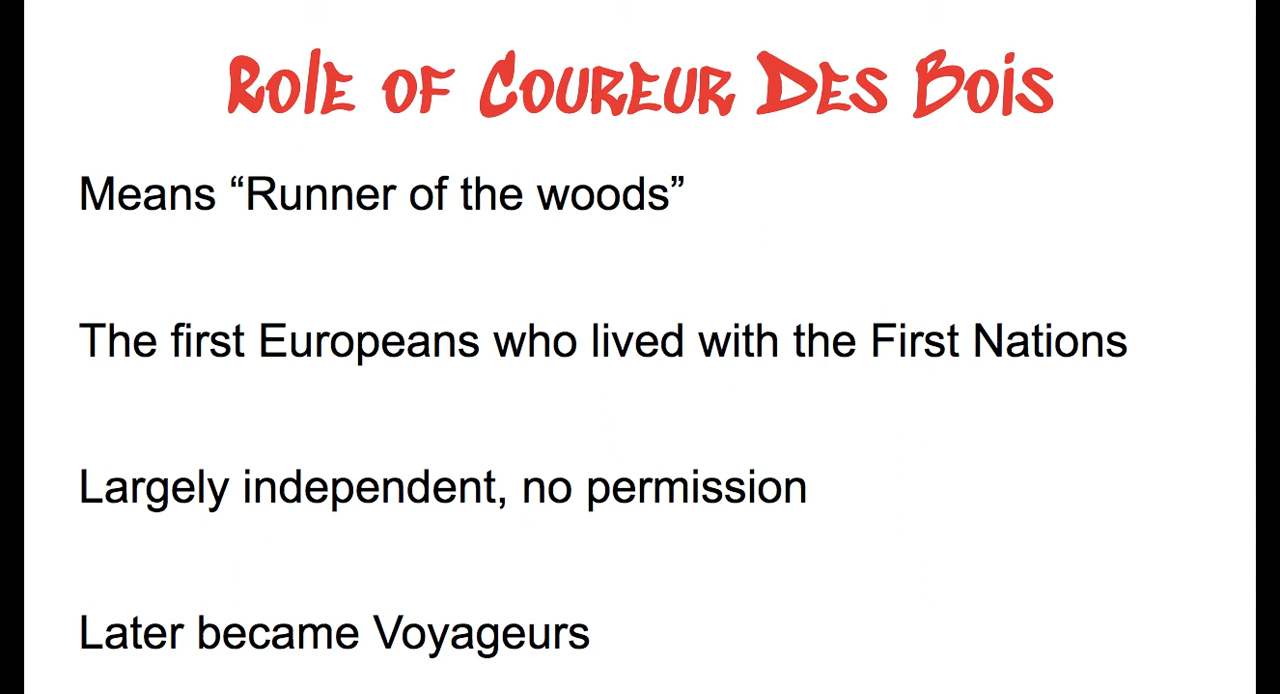 Role of Coureur Des Bois
Means “Runner of the woods”
The first Europeans who lived with the First Nations
Largely independent, no permission
Later became Voyageurs